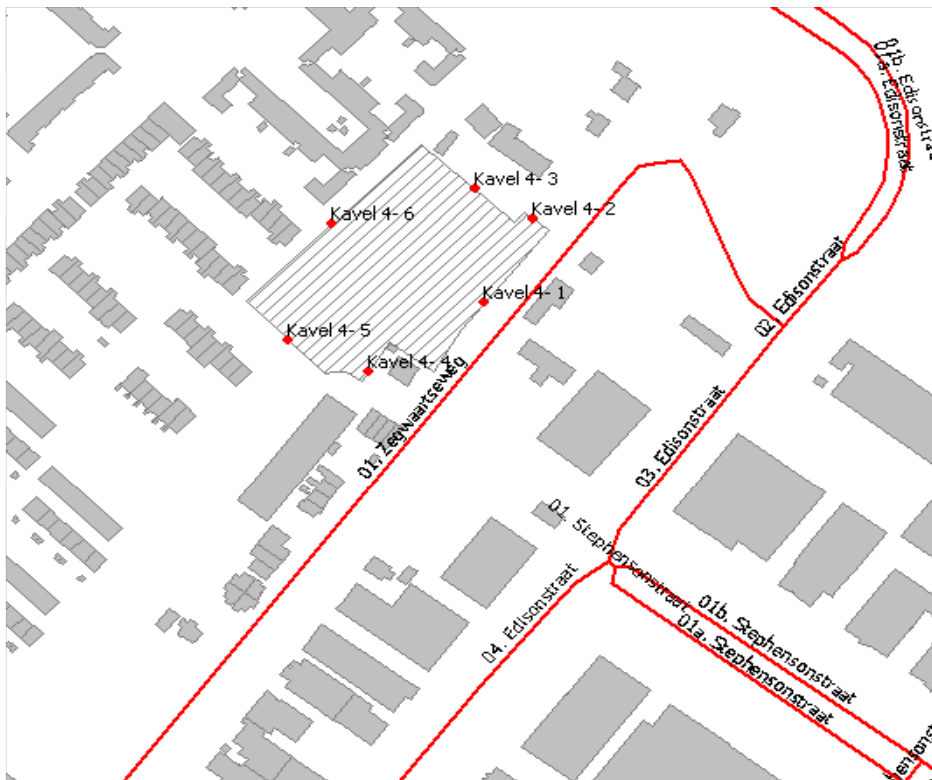 01b. Edisonstraat
01a. Edisonstraat
Kavel 4- 3
Kavel 4- 2
Kavel 4- 6
02. Edisonstraat
Kavel 4- 1
Kavel 4- 5
Kavel 4- 4
01. Zegwaartseweg
03. Edisonstraat
01. Stephensonstraat
04. Edisonstraat
01b. Stephensonstraat
01a. Stephensonstraat